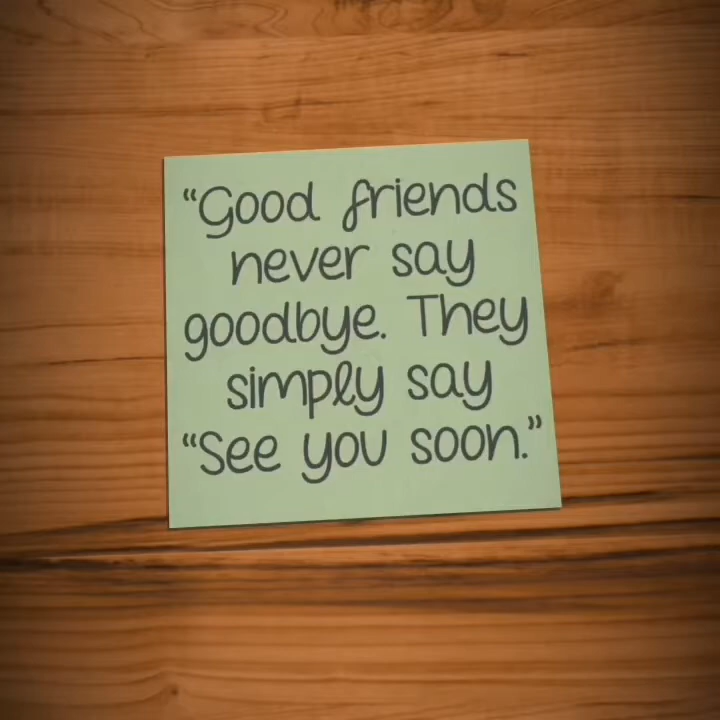 “Good friends
never say
goodbye. They
simply say
“See you soon.”